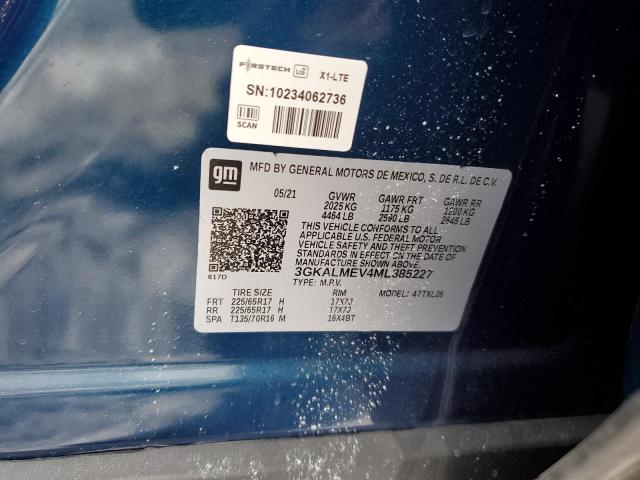 FIRSTECH LTE X1-LTE
SN:10234062736
SCAN
gm
MFD BY GENERAL MOTORS DE MEXICO, S. DE R.L. DE C.V.
05/21 GVWR GAWR FRT GAWR RR
2025 KG 1175 KG 1200 KG
4464 LB 2590 LB 2645 LB
THIS VEHICLE CONFORMS TO ALL
APPLICABLE U.S. FEDERAL MOTOR
VEHICLE SAFETY AND THEFT PREVENTION
STANDARDS IN EFFECT ON THE DATE OF
MANUFACTURE SHOWN ABOVE.
617D 3GKALMEV4ML385227
TYPE: M.P.V. MODEL: 47TXL26
TIRE SIZE RIM
FRT 225/65R17 H 17X7J
RR 225/65R17 H 17X7J
SPA T135/70R16 M 16X4BT